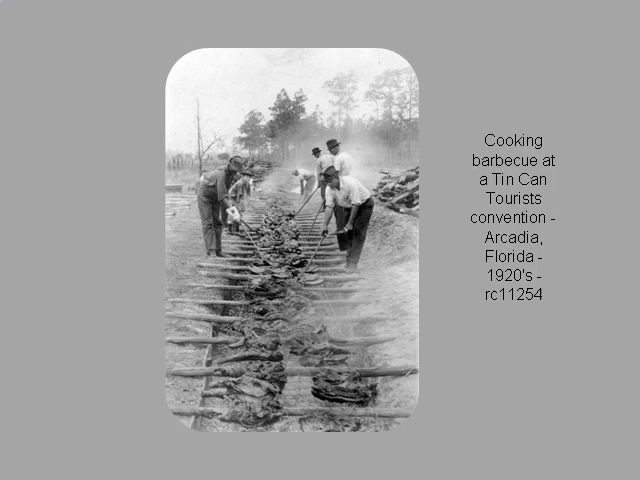 Cooking
barbecue at
a Tin Can
Tourists
convention -
Arcadia,
Florida -
1920's -
rc11254